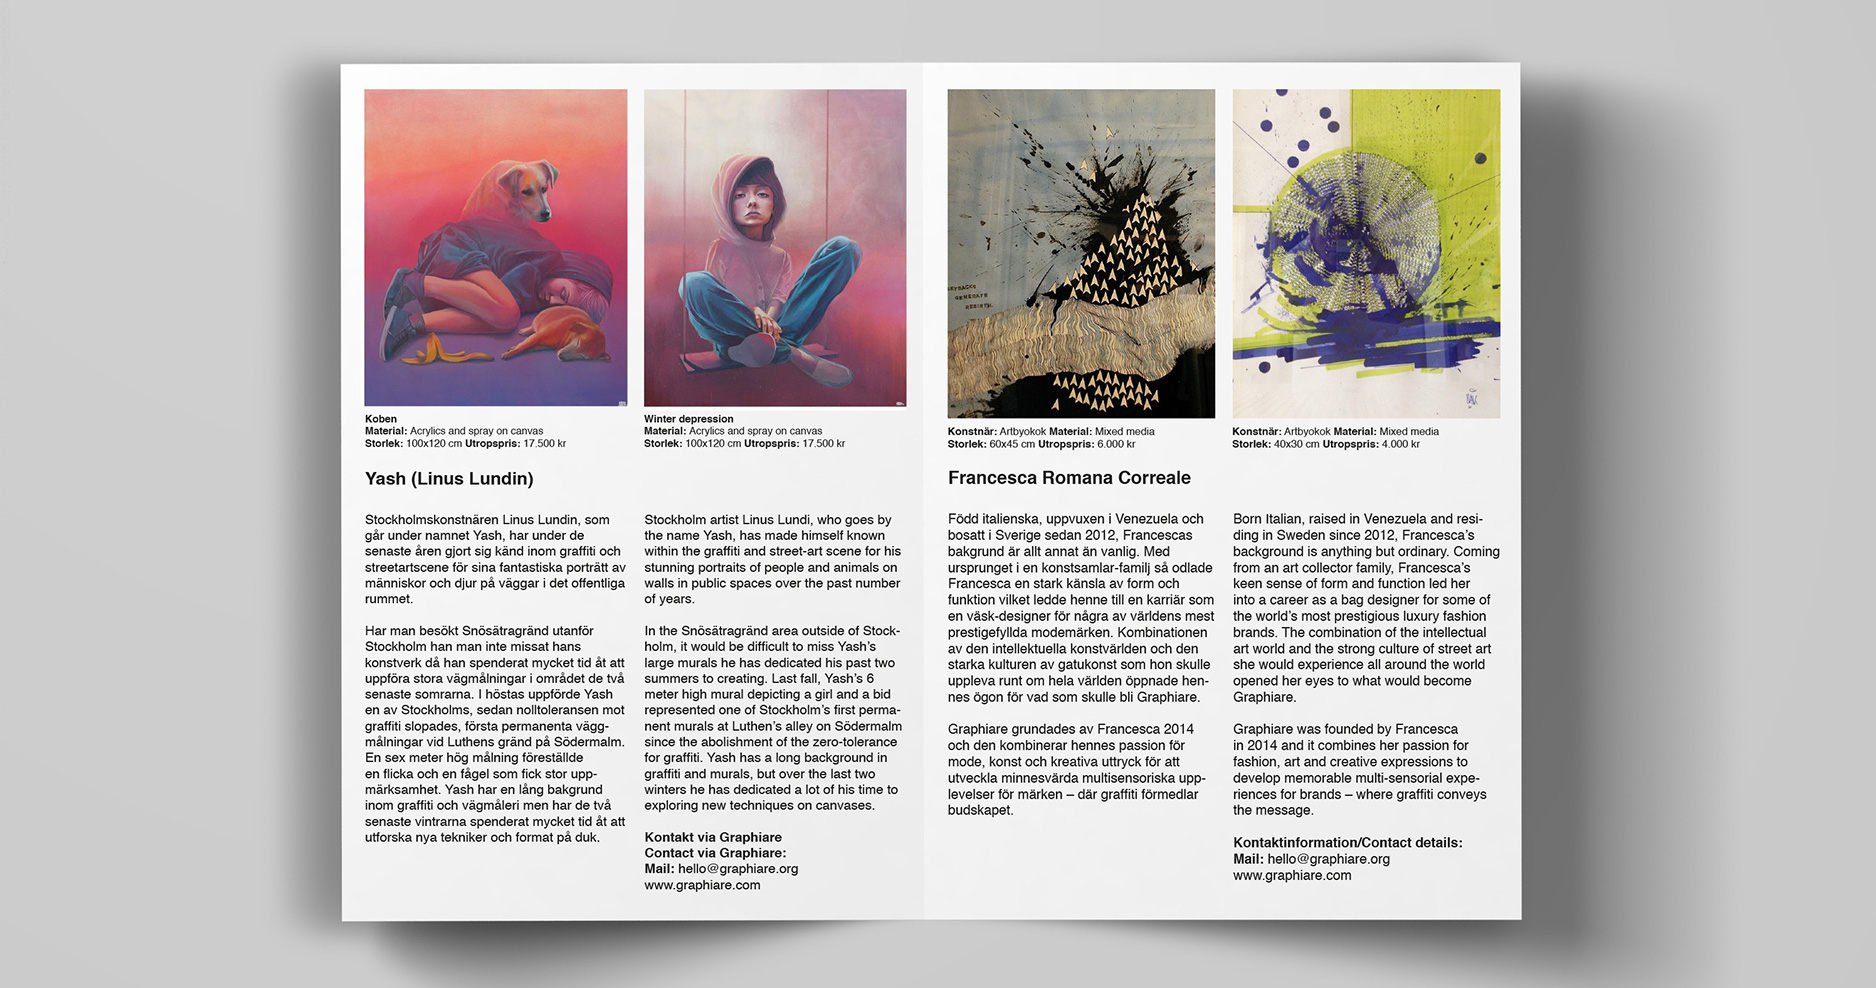 Koben
Material: Acrylics and spray on canvas
Storlek: 100x120 cm Utropspris: 17.500 kr
Winter depression
Material: Acrylics and spray on canvas
Storlek: 100x120 cm Utropspris: 17.500 kr
Yash (Linus Lundin)
Stockholmskonstnären Linus Lundin, som
går under namnet Yash, har under de
senaste åren gjort sig känd inom graffiti och
streetartscene för sina fantastiska porträtt av
människor och djur på väggar i det offentliga
rummet.
Har man besökt Snösätragränd utanför
Stockholm han man inte missat hans
konstverk då han spenderat mycket tid åt att
uppföra stora vägmålningar i området de två
senaste somrarna. I höstas uppförde Yash
en av Stockholms, sedan nolltoleransen mot
graffiti slopades, första permanenta vägg-
målningar vid Luthens gränd på Södermalm.
En sex meter hög målning föreställde
en flicka och en fågel som fick stor upp-
märksamhet. Yash har en lång bakgrund
inom graffiti och vägmåleri men har de två
senaste vintrarna spenderat mycket tid åt att
utforska nya tekniker och format på duk.
Stockholm artist Linus Lundi, who goes by
the name Yash, has made himself known
within the graffiti and street-art scene for his
stunning portraits of people and animals on
walls in public spaces over the past number
of years.
In the Snösätragränd area outside of Stock-
holm, it would be difficult to miss Yash's
large murals he has dedicated his past two
summers to creating. Last fall, Yash's 6
meter high mural depicting a girl and a bid
represented one of Stockholm's first perma-
nent murals at Luthen's alley on Södermalm
since the abolishment of the zero-tolerance
for graffiti. Yash has a long background in
graffiti and murals, but over the last two
winters he has dedicated a lot of his time to
exploring new techniques on canvases.
Kontakt via Graphiare
Contact via Graphiare:
Mail: hello@graphiare.org
www.graphiare.com
GENERATE
REBIRTH.
Konstnär: Artbyokok Material: Mixed media
Storlek: 60x45 cm Utropspris: 6.000 kr
Konstnär: Artbyokok Material: Mixed media
Storlek: 40x30 cm Utropspris: 4.000 kr
Francesca Romana Correale
Född italienska, uppvuxen i Venezuela och
bosatt i Sverige sedan 2012, Francescas
bakgrund är allt annat än vanlig. Med
ursprunget i en konstsamlar-familj så odlade
Francesca en stark känsla av form och
funktion vilket ledde henne till en karriär som
en väsk-designer för några av världens mest
prestigefyllda modemärken. Kombinationen
av den intellektuella konstvärlden och den
starka kulturen av gatukonst som hon skulle
uppleva runt om hela världen öppnade hen-
nes ögon för vad som skulle bli Graphiare.
Graphiare grundades av Francesca 2014
och den kombinerar hennes passion för
mode, konst och kreativa uttryck för att
utveckla minnesvärda multisensoriska upp-
levelser för märken – där graffiti förmedlar
budskapet.
Born Italian, raised in Venezuela and resi-
ding in Sweden since 2012, Francesca's
background is anything but ordinary. Coming
from an art collector family, Francesca's
keen sense of form and function led her
into a career as a bag designer for some of
the world's most prestigious luxury fashion
brands. The combination of the intellectual
art world and the strong culture of street art
she would experience all around the world
opened her eyes to what would become
Graphiare.
Graphiare was founded by Francesca
in 2014 and it combines her passion for
fashion, art and creative expressions to
develop memorable multi-sensorial expe-
riences for brands – where graffiti conveys
the message.
Kontaktinformation/Contact details:
Mail: hello@graphiare.org
www.graphiare.com